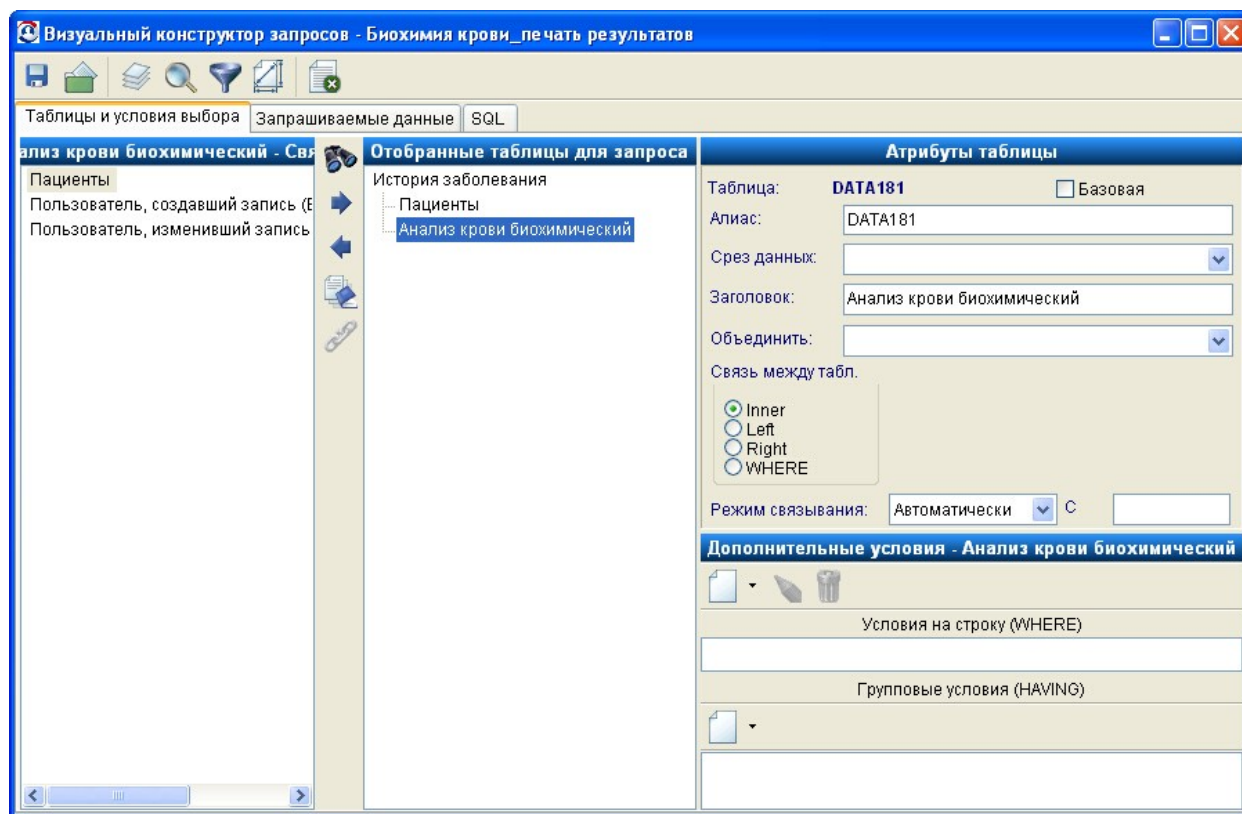 Визуальный конструктор запросов - Биохимия крови_печать результатов
Таблицы и условия выбора
Запрашиваемые данные
SQL
ализ крови биохимический - Свя
Пациенты
Пользователь, создавший запись (Е
Пользователь, изменивший запись
Отобранные таблицы для запроса
История заболевания
Пациенты
Анализ крови биохимический
Атрибуты таблицы
Таблица: DATA181 Базовая
Алиас: DATA181
Срез данных:
Заголовок: Анализ крови биохимический
Объединить:
Связь между табл.
Inner
Left
Right
WHERE
Режим связывания: Автоматически С
Дополнительные условия - Анализ крови биохимический
Условия на строку (WHERE)
Групповые условия (HAVING)